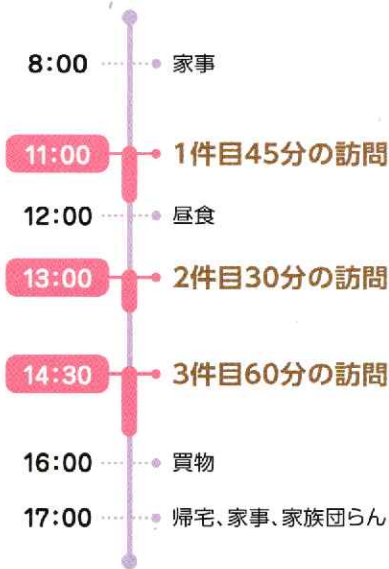 8:00 家事
11:00 1件目45分の訪問
12:00 昼食
13:00 2件目30分の訪問
14:30 3件目60分の訪問
16:00 買物
17:00 帰宅、家事、家族団らん